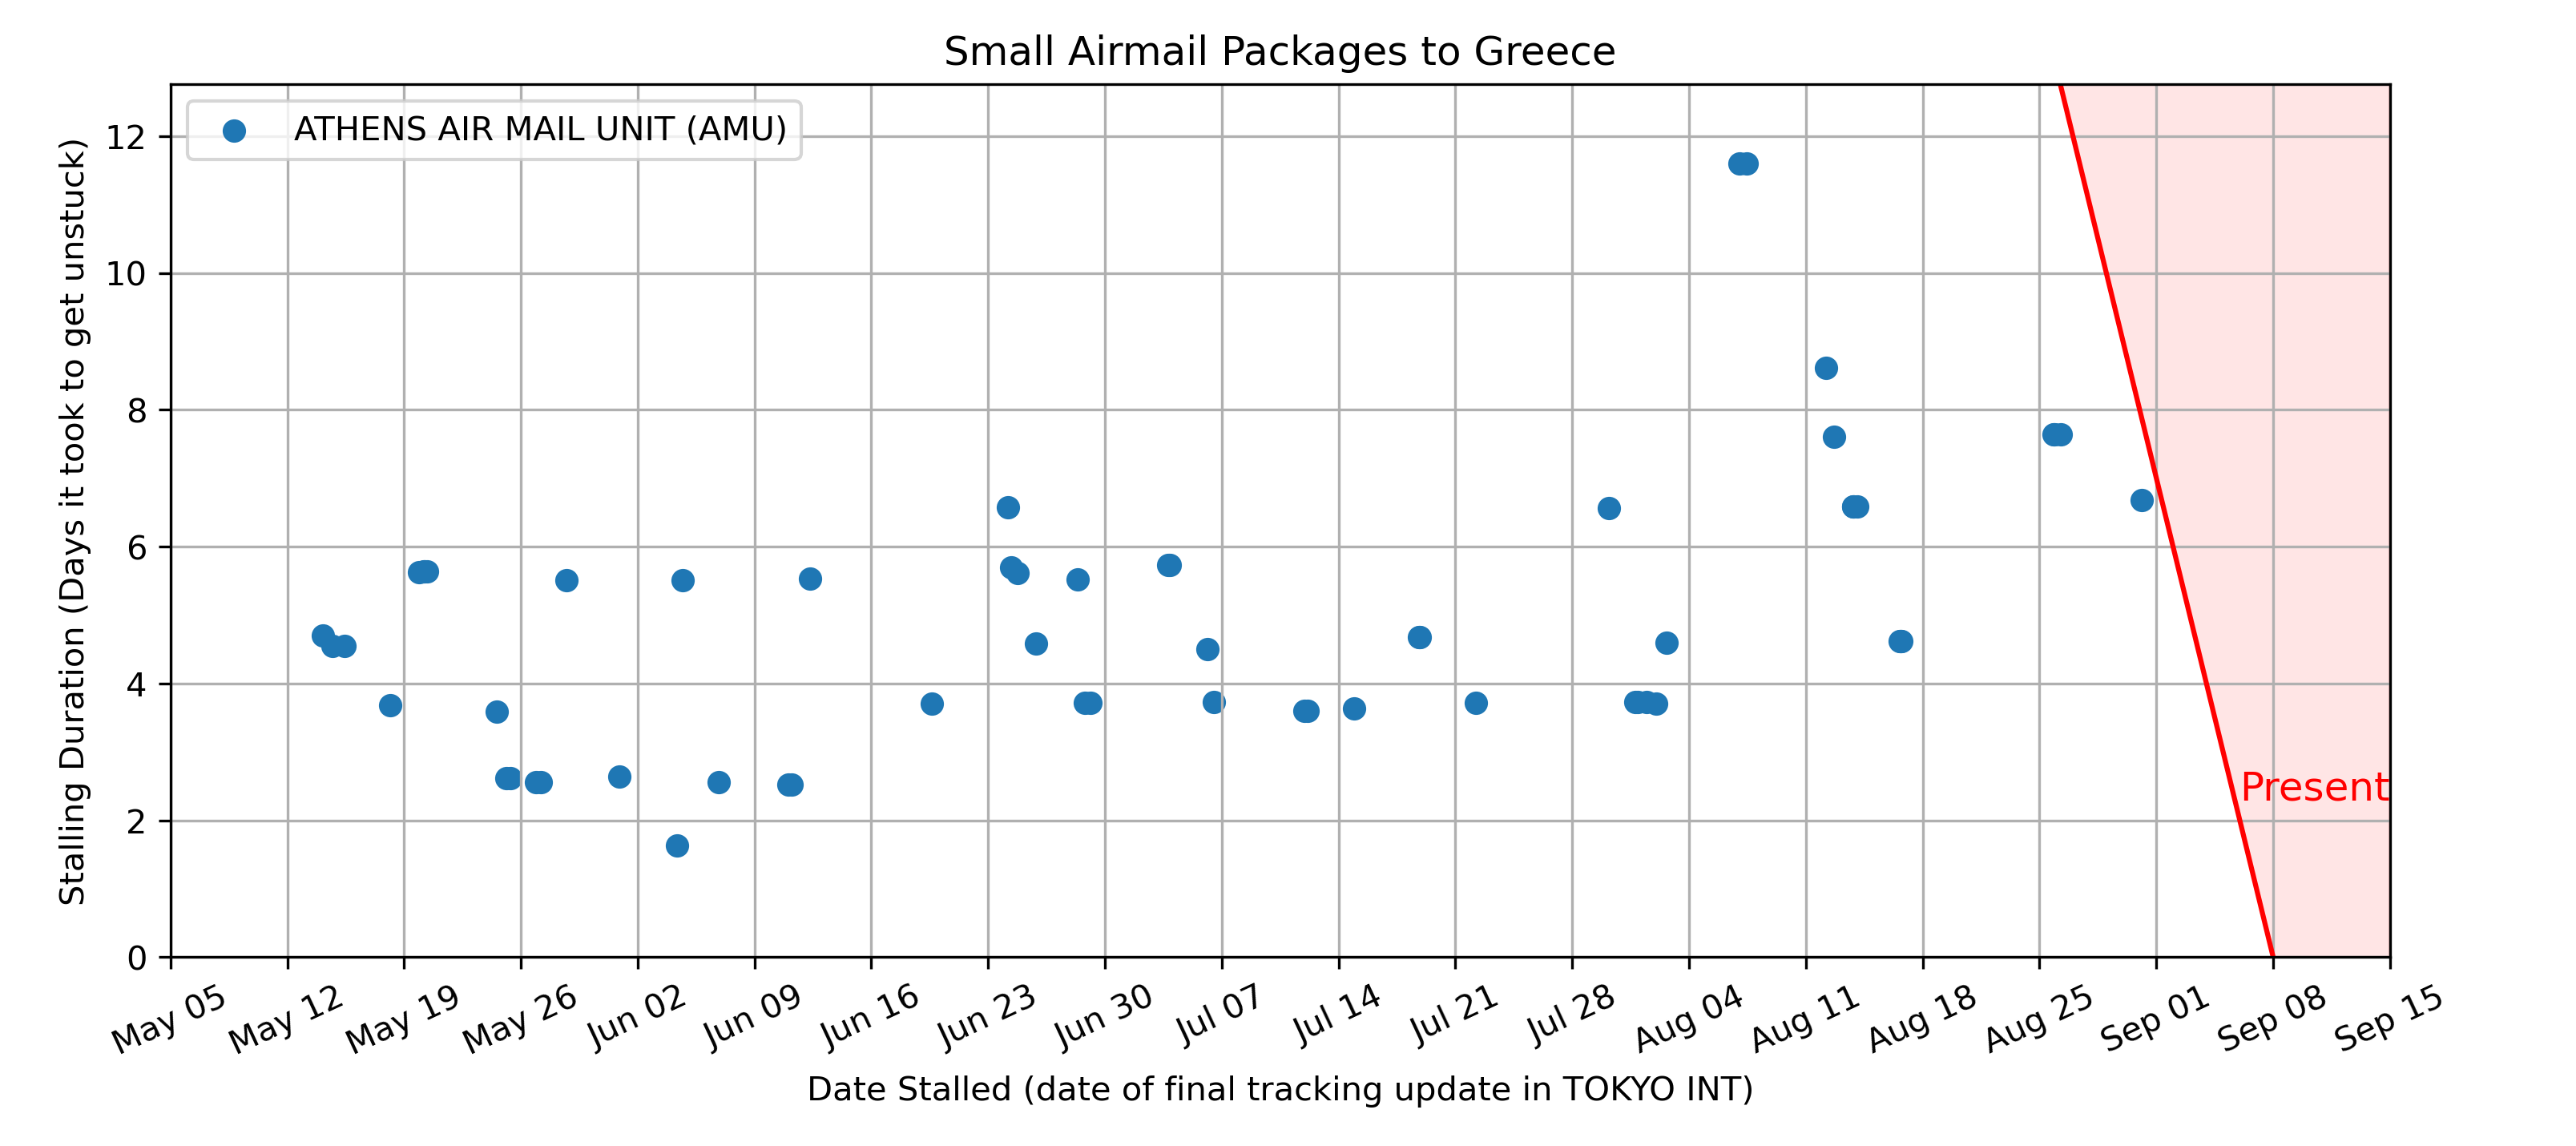 Small Airmail Packages to Greece
ATHENS AIR MAIL UNIT (AMU)
Stalling Duration (Days it took to get unstuck)
12
10
8
6
4
2
0
Present
May 05
May 12
May 19
May 26
Jun 02
Jun 09
Jun 16
Jun 23
Jun 30
Jul 07
Jul 14
Jul 21
Jul 28
Aug 04
Aug 11
Aug 18
Aug 25
Sep 01
Sep 08
Sep 15
Date Stalled (date of final tracking update in TOKYO INT)